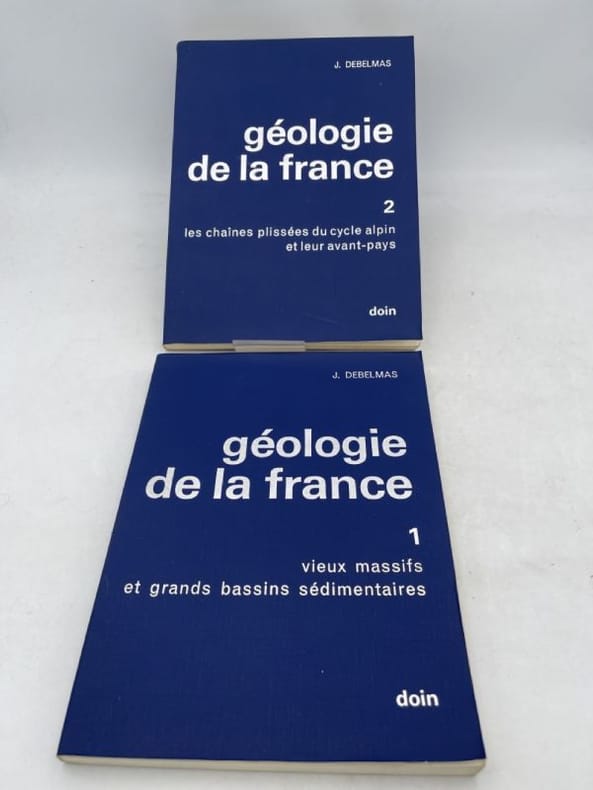 J. DEBELMAS
géologie
de la france
2
les chaînes plissées du cycle alpin
et leur avant-pays
doin
J. DEBELMAS
géologie
de la france
1
vieux massifs
et grands bassins sédimentaires
doin